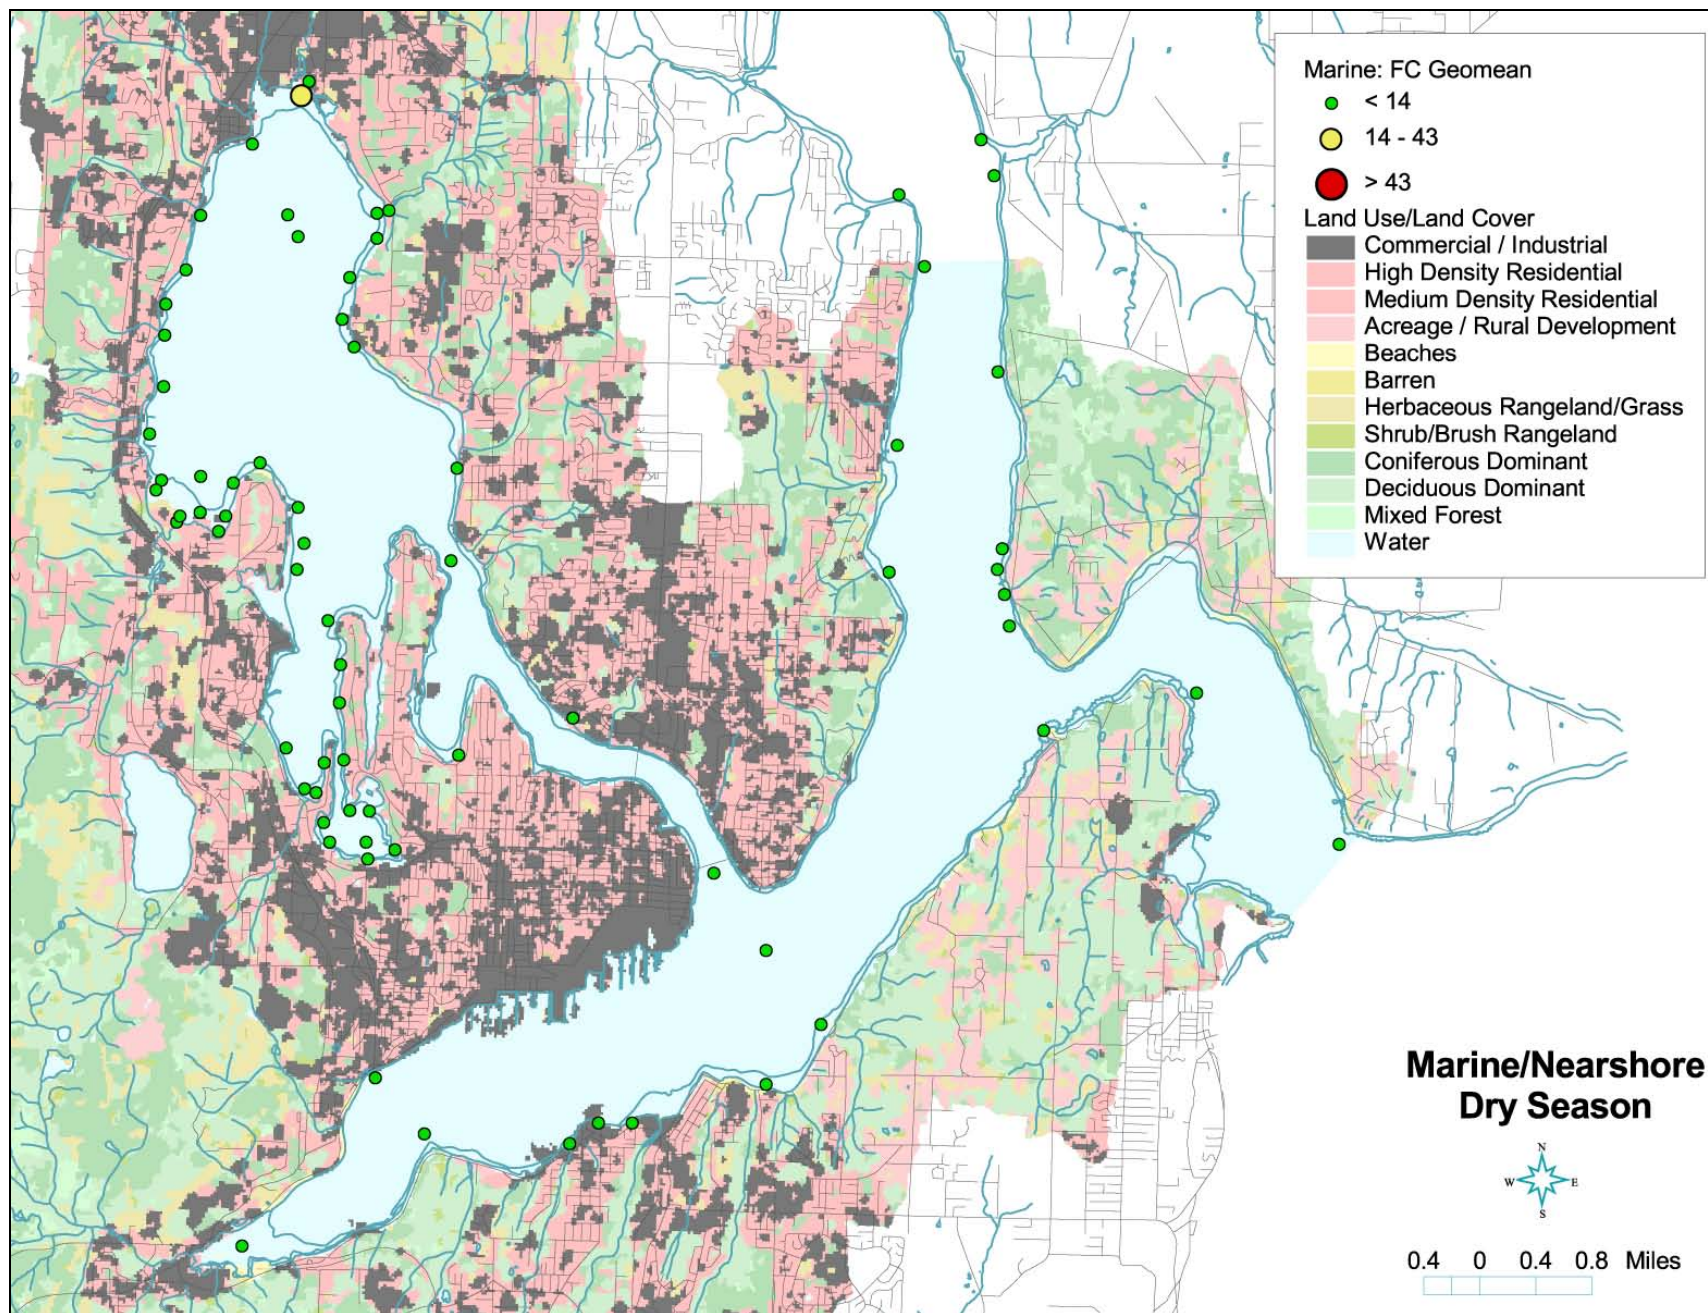 Marine: FC Geomean
< 14
14 - 43
> 43
Land Use/Land Cover
Commercial / Industrial
High Density Residential
Medium Density Residential
Acreage / Rural Development
Beaches
Barren
Herbaceous Rangeland/Grass
Shrub/Brush Rangeland
Coniferous Dominant
Deciduous Dominant
Mixed Forest
Water
Marine/Nearshore
Dry Season
N
W E
S
0.4 0 0.4 0.8 Miles